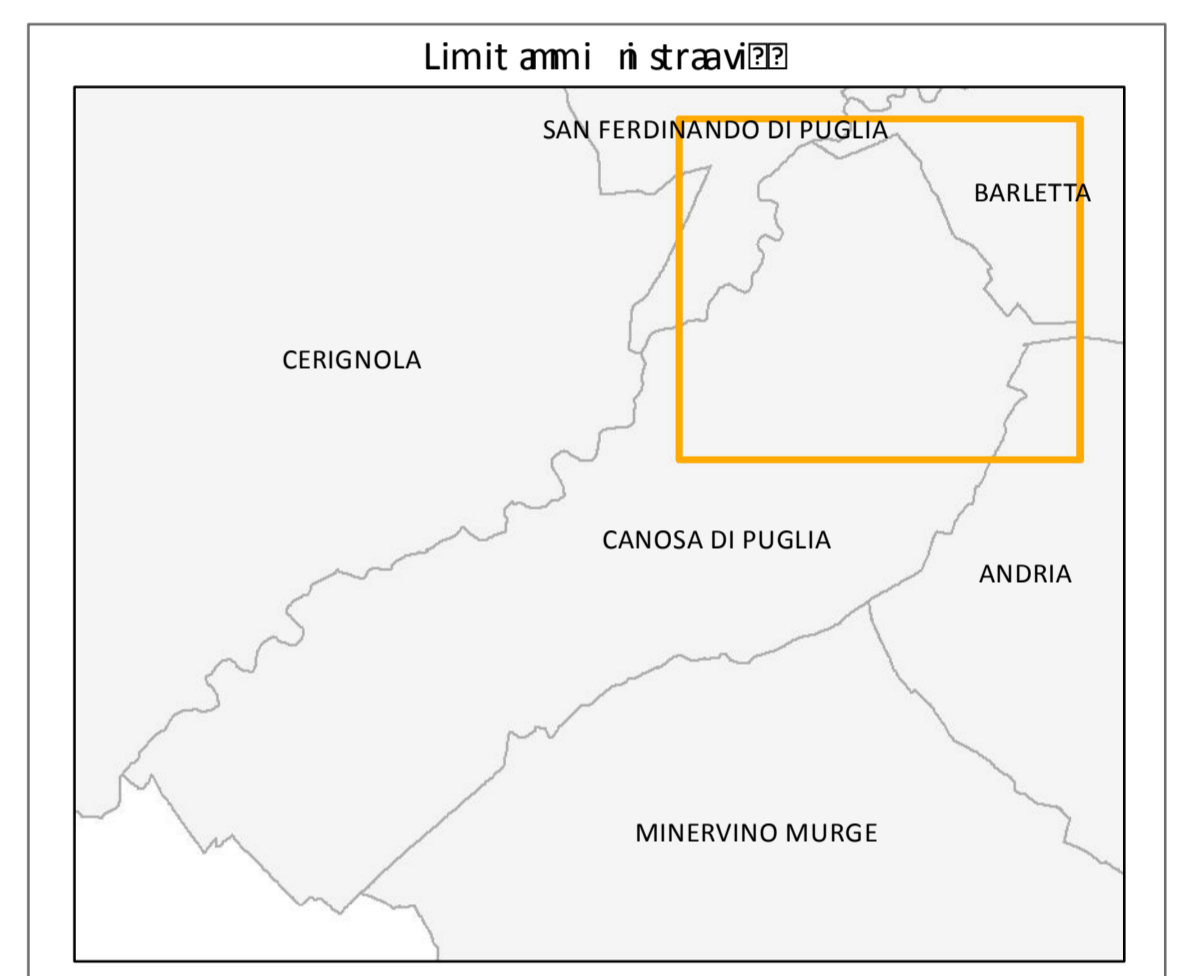 Limit ammi ni straavi⍰⍰
SAN FERDINANDO DI PUGLIA
BARLETTA
CERIGNOLA
CANOSA DI PUGLIA
ANDRIA
MINERVINO MURGE